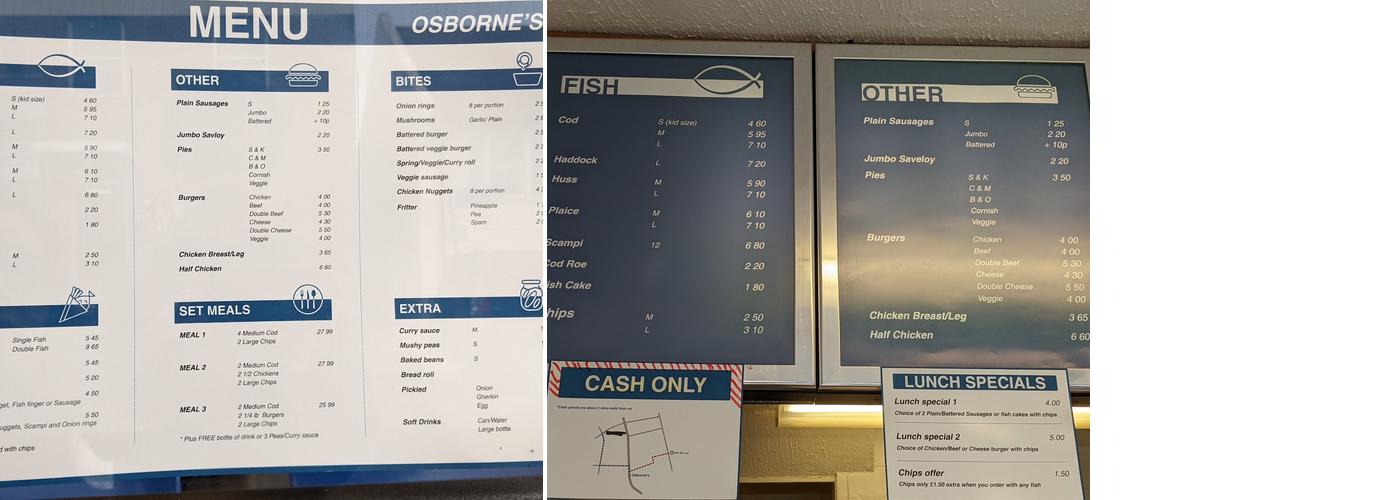 MENU
OSBORNE'S
S (kid size) 4 60
M 5 95
L 7 10
L 7 20
M 5 90
L 7 10
M 6 10
L 7 10
L 6 80
2 20
1 80
M 2 50
L 3 10
Single Fish 5 45
Double Fish 9 65
5 45
5 20
4 50
Fish finger or Sausage
5 50
Scampi and Onion rings
with chips
OTHER
Plain Sausages S 1 25
Jumbo 2 20
Battered + 10p
Jumbo Savloy 2 20
Pies S & K 3 50
C & M
B & O
Cornish
Veggie
Burgers Chicken 4 00
Beef 4 00
Double Beef 5 30
Cheese 4 30
Double Cheese 5 50
Veggie 4 00
Chicken Breast/Leg 3 65
Half Chicken 6 60
SET MEALS
MEAL 1 4 Medium Cod 27 99
2 Large Chips
MEAL 2 2 Medium Cod 27 99
2 1/2 Chickens
2 Large Chips
MEAL 3 2 Medium Cod 25 99
2 1/4 lb Burgers
2 Large Chips
* Plus FREE bottle of drink or 3 Peas/Curry sauce
BITES
Onion rings 8 per portion
Mushrooms Garlic/ Plain
Battered burger
Battered veggie burger
Spring/Veggie/Curry roll
Veggie sausage
Chicken Nuggets 8 per portion
Fritter Pineapple
Pea
Spam
EXTRA
Curry sauce M
Mushy peas S
Baked beans S
Bread roll
Pickled Onion
Gherkin
Egg
Soft Drinks Can/Water
Large bottle
FISH
Cod S (kid size) 4 60
M 5 95
L 7 10
Haddock L 7 20
Huss M 5 90
L 7 10
Plaice M 6 10
L 7 10
Scampi 12 6 80
Cod Roe 2 20
ish Cake 1 80
hips M 2 50
L 3 10
CASH ONLY
*Cash points are about 2 mins walk from us
Osborne's
OTHER
Plain Sausages S 1 25
Jumbo 2 20
Battered + 10p
Jumbo Saveloy 2 20
Pies S & K 3 50
C & M
B & O
Cornish
Veggie
Burgers Chicken 4 00
Beef 4 00
Double Beef 5 30
Cheese 4 30
Double Cheese 5 50
Veggie 4 00
Chicken Breast/Leg 3 65
Half Chicken 6 60
LUNCH SPECIALS
Lunch special 1 4.00
Choice of 2 Plain/Battered Sausages or fish cakes with chips
Lunch special 2 5.00
Choice of Chicken/Beef or Cheese burger with chips
Chips offer 1.50
Chips only £1.50 extra when you order with any fish